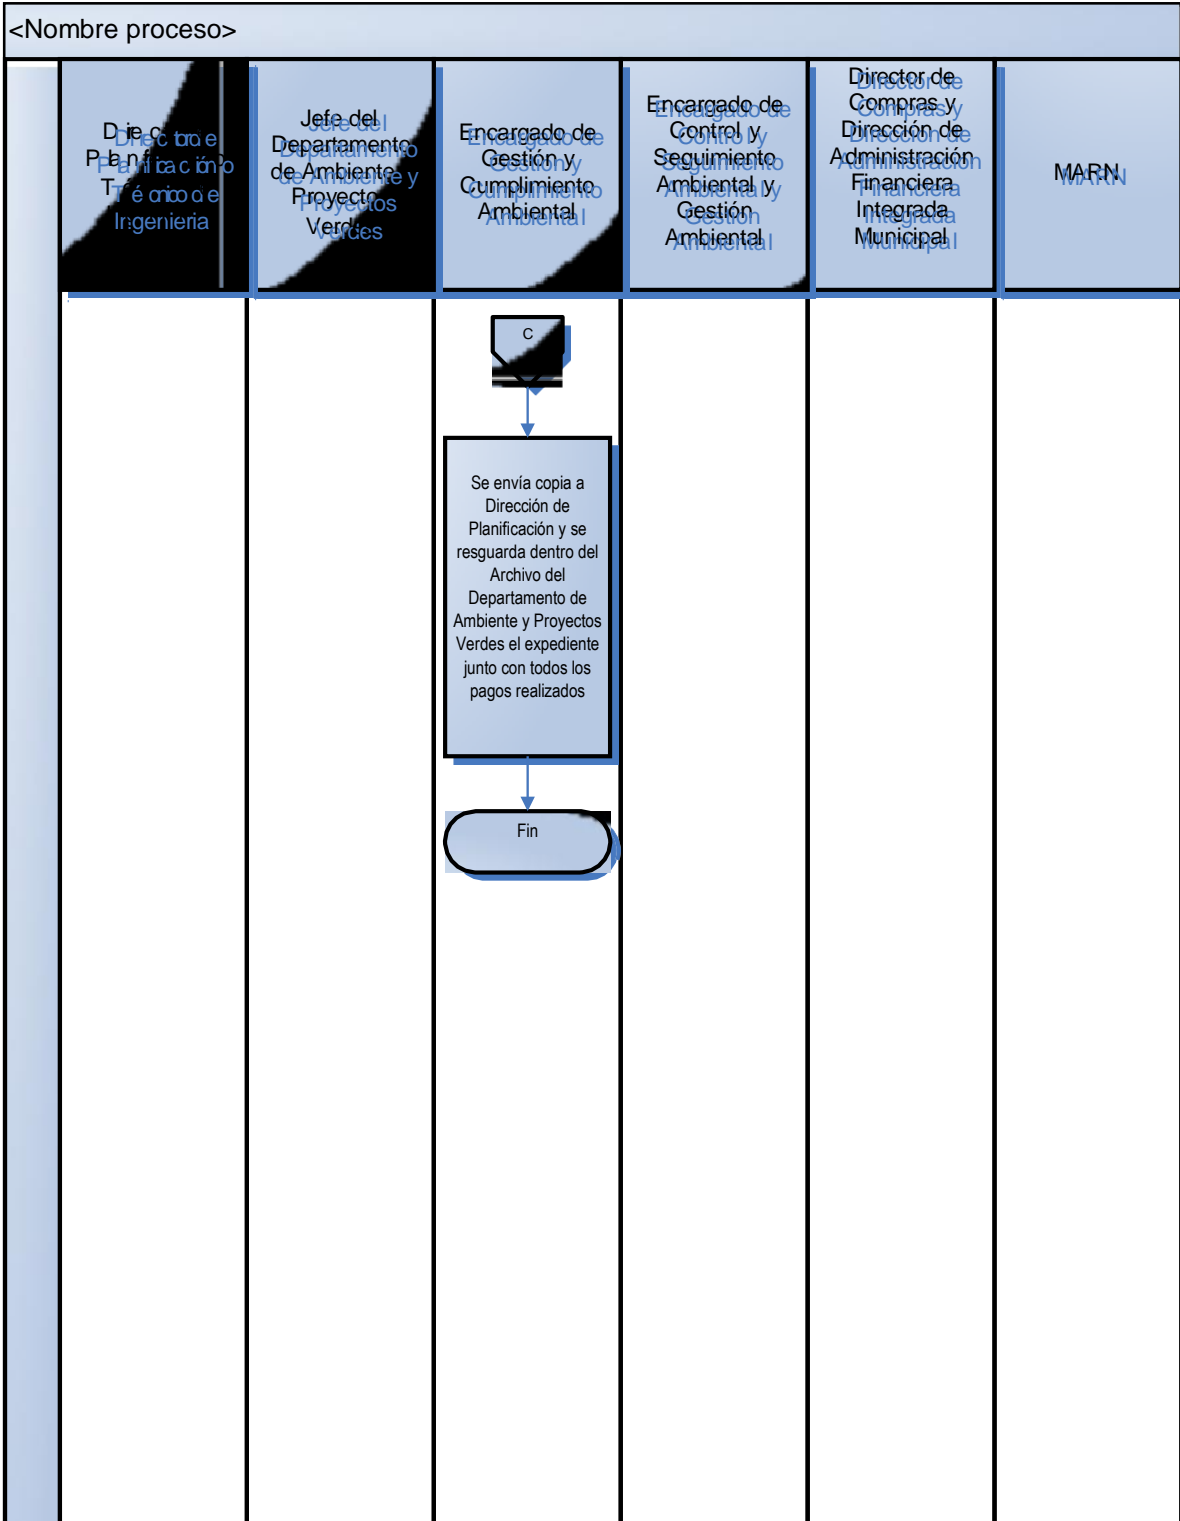 <Nombre proceso>
Director de
Planificación o
Técnico de
Ingenieria
Jefe del
Departamento
de Ambiente y
Proyectos
Verdes
Encargado de
Gestión y
Cumplimiento
Ambiental
Encargado de
Control y
Seguimiento
Ambiental y
Gestión
Ambiental
Director de
Compras y
Dirección de
Administración
Financiera
Integrada
Municipal
MARN
C
Se envía copia a
Dirección de
Planificación y se
resguarda dentro del
Archivo del
Departamento de
Ambiente y Proyectos
Verdes el expediente
junto con todos los
pagos realizados
Fin